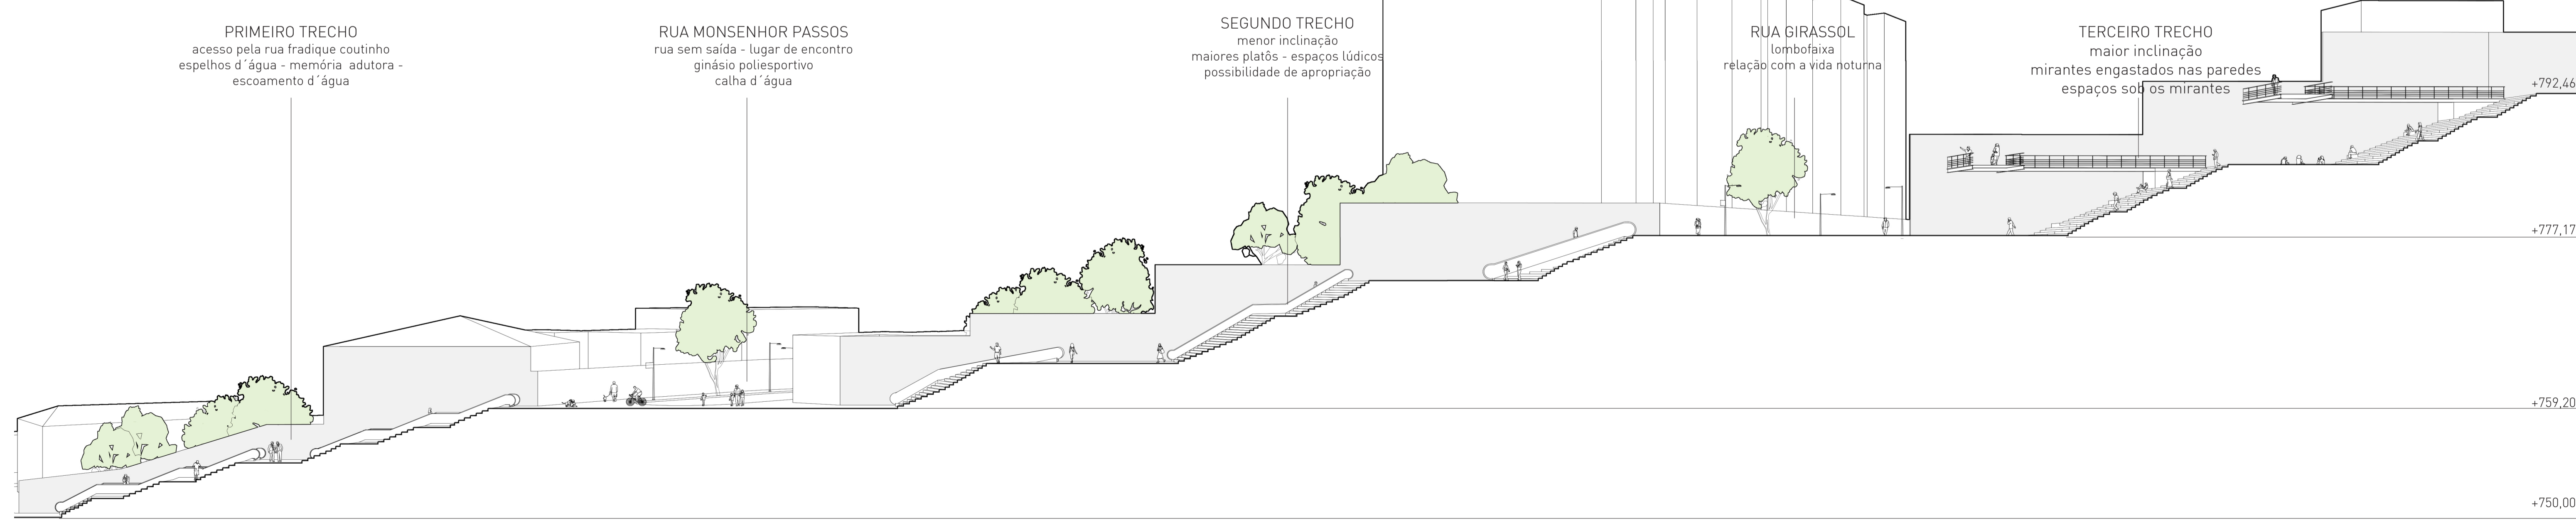 PRIMEIRO TRECHO
acesso pela rua fradique coutinho
espelhos d´água - memória  adutora -
escoamento d´água
RUA MONSENHOR PASSOS
rua sem saída - lugar de encontro
ginásio poliesportivo
calha d´água
SEGUNDO TRECHO
menor inclinação
maiores platôs - espaços lúdicos
possibilidade de apropriação
RUA GIRASSOL
lombofaixa
relação com a vida noturna
TERCEIRO TRECHO
maior inclinação
mirantes engastados nas paredes
espaços sob os mirantes
+792,46
+777,17
+759,20
+750,00